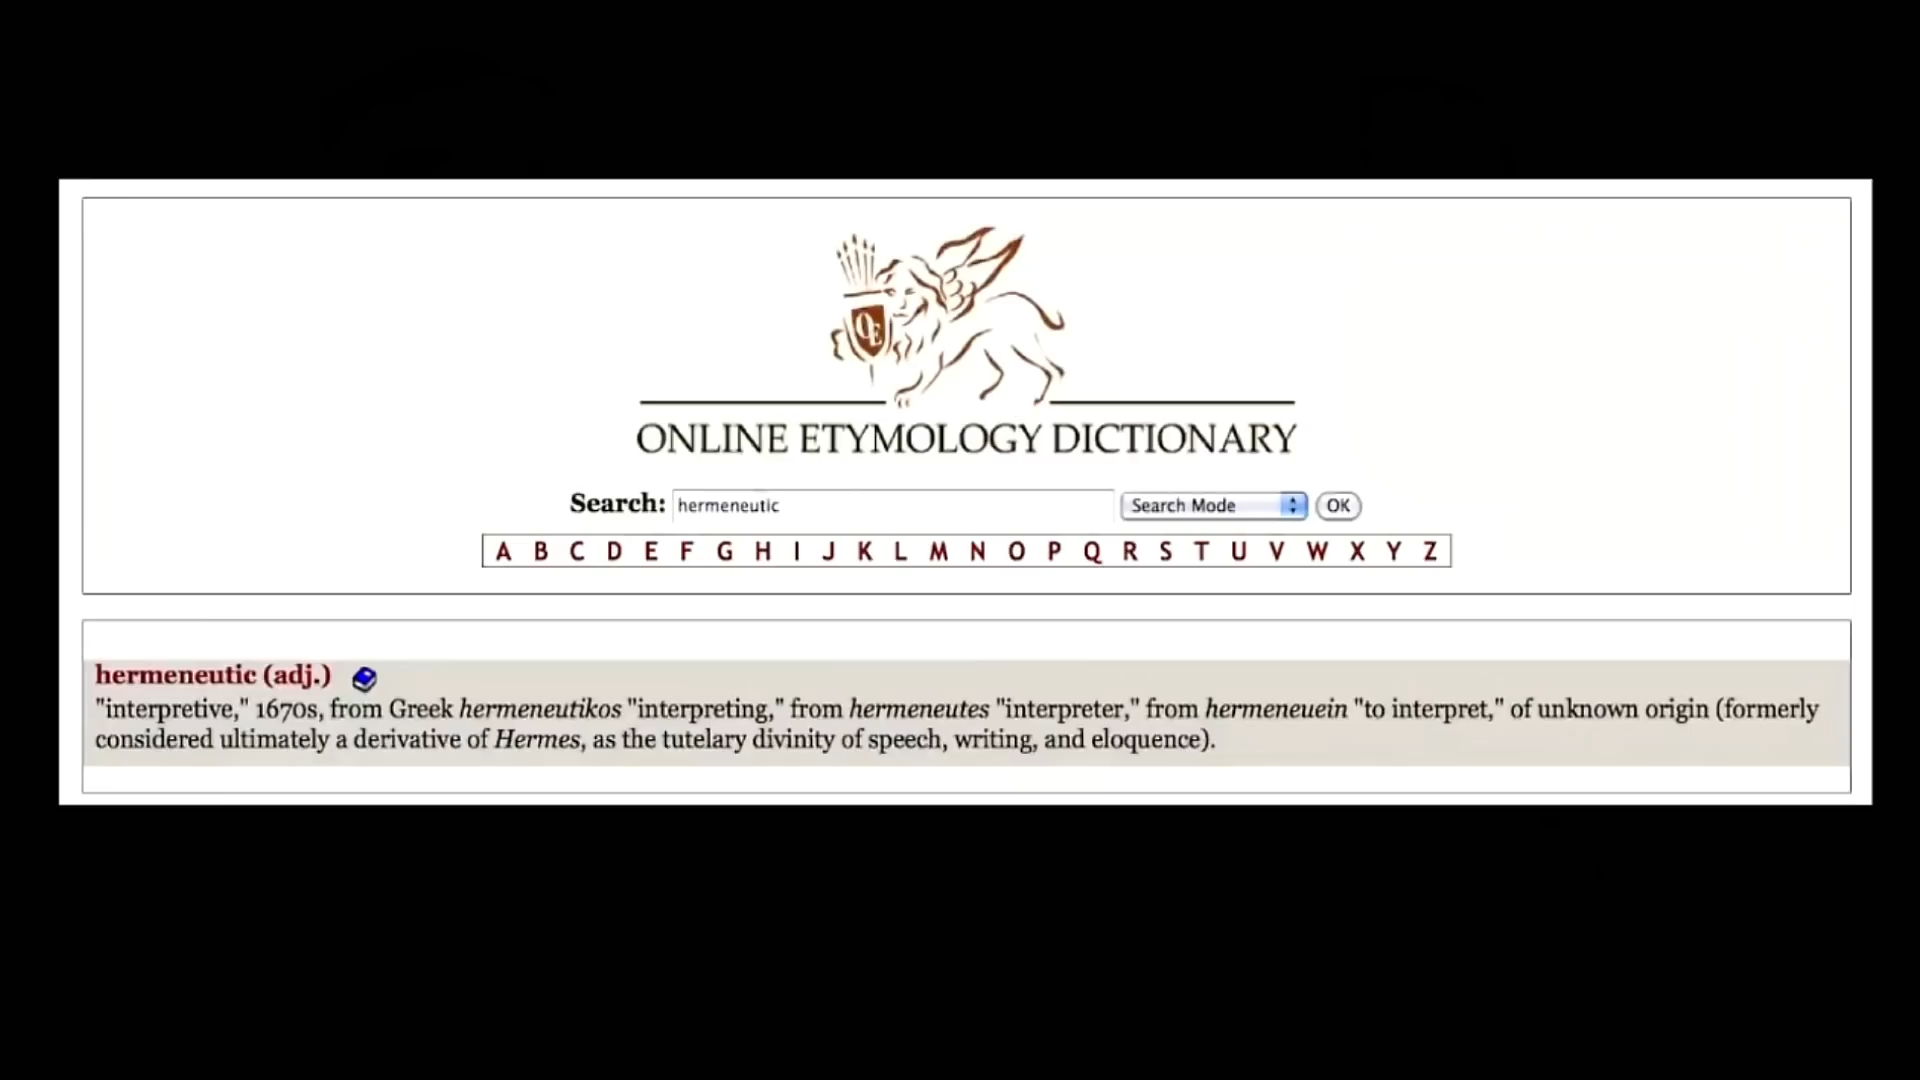 OE
ONLINE ETYMOLOGY DICTIONARY
Search: hermeneutic Search Mode OK
A B C D E F G H I J K L M N O P Q R S T U V W X Y Z
hermeneutic (adj.)
"interpretive," 1670s, from Greek hermeneutikos "interpreting," from hermeneutes "interpreter," from hermeneuein "to interpret," of unknown origin (formerly
considered ultimately a derivative of Hermes, as the tutelary divinity of speech, writing, and eloquence).